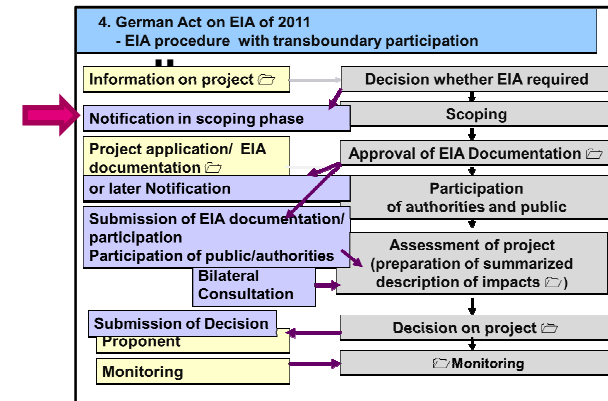 4. German Act on EIA of 2011
- EIA procedure with transboundary participation
Information on project
Decision whether EIA required
Notification in scoping phase
Scoping
Project application/ EIA
documentation
Approval of EIA Documentation
or later Notification
Participation
of authorities and public
Submission of EIA documentation/
participation
Participation of public/authorities
Assessment of project
(preparation of summarized
description of impacts )
Bilateral
Consultation
Submission of Decision
Decision on project
Proponent
Monitoring
Monitoring